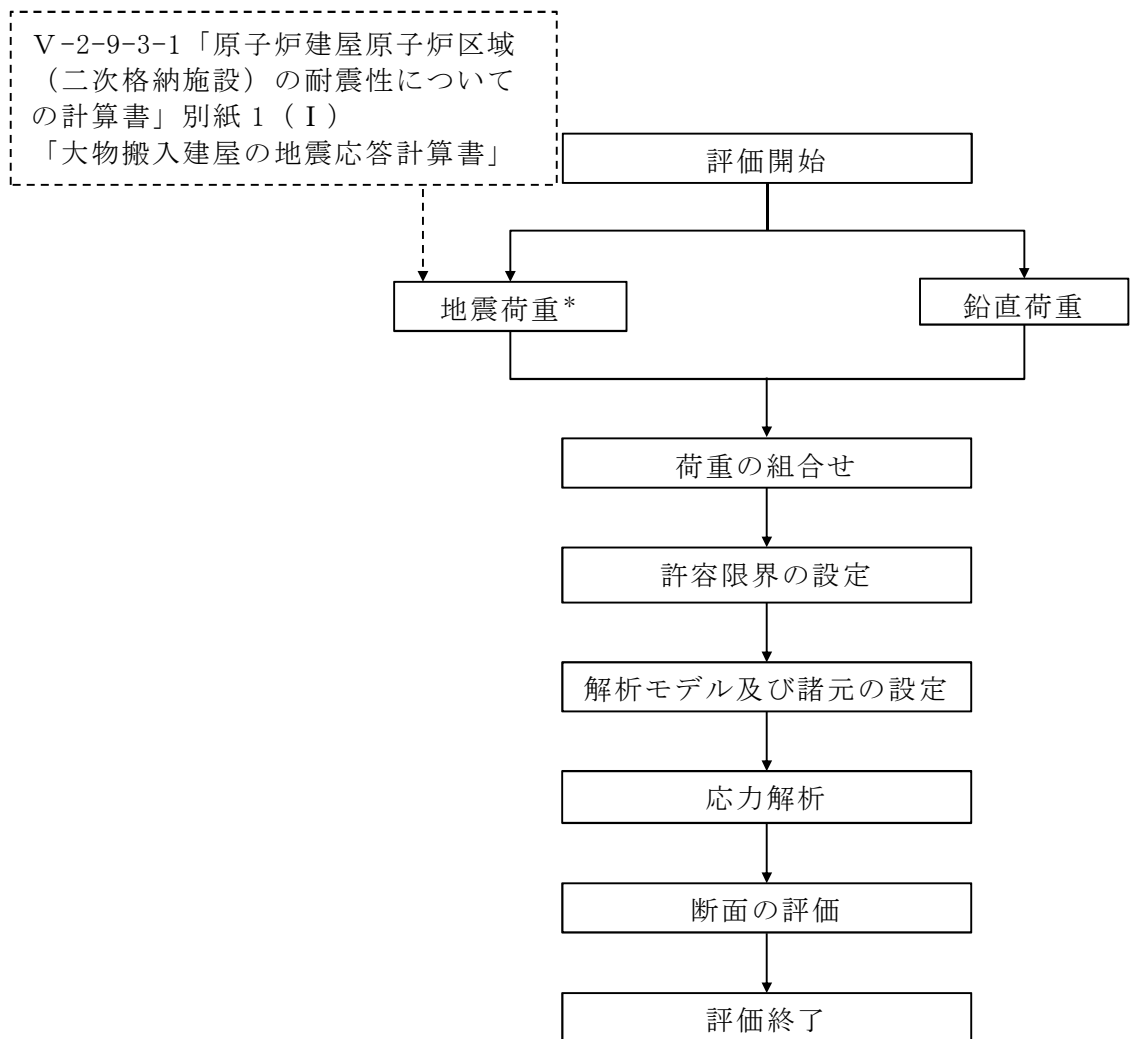 Ⅴ-2-9-3-1「原子炉建屋原子炉区域
（二次格納施設）の耐震性について
の計算書」別紙 1（Ⅰ）
「大物搬入建屋の地震応答計算書」
評価開始
地震荷重*
鉛直荷重
荷重の組合せ
許容限界の設定
解析モデル及び諸元の設定
応力解析
断面の評価
評価終了